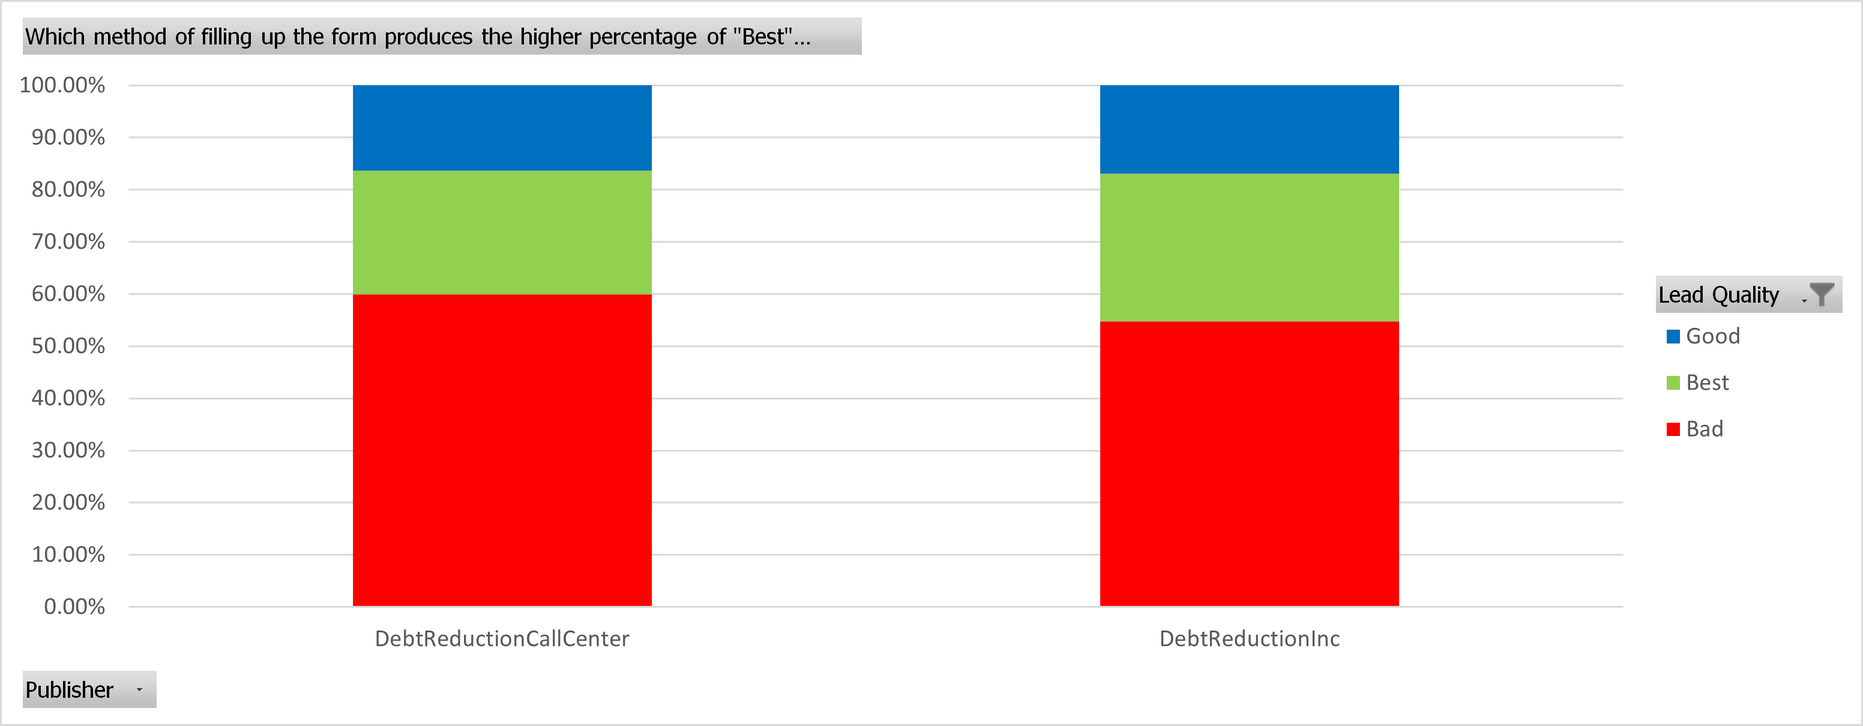 Which method of filling up the form produces the higher percentage of "Best"...
100.00%
90.00%
80.00%
70.00%
60.00%
50.00%
40.00%
30.00%
20.00%
10.00%
0.00%
DebtReductionCallCenter
DebtReductionInc
Lead Quality
Good
Best
Bad
Publisher